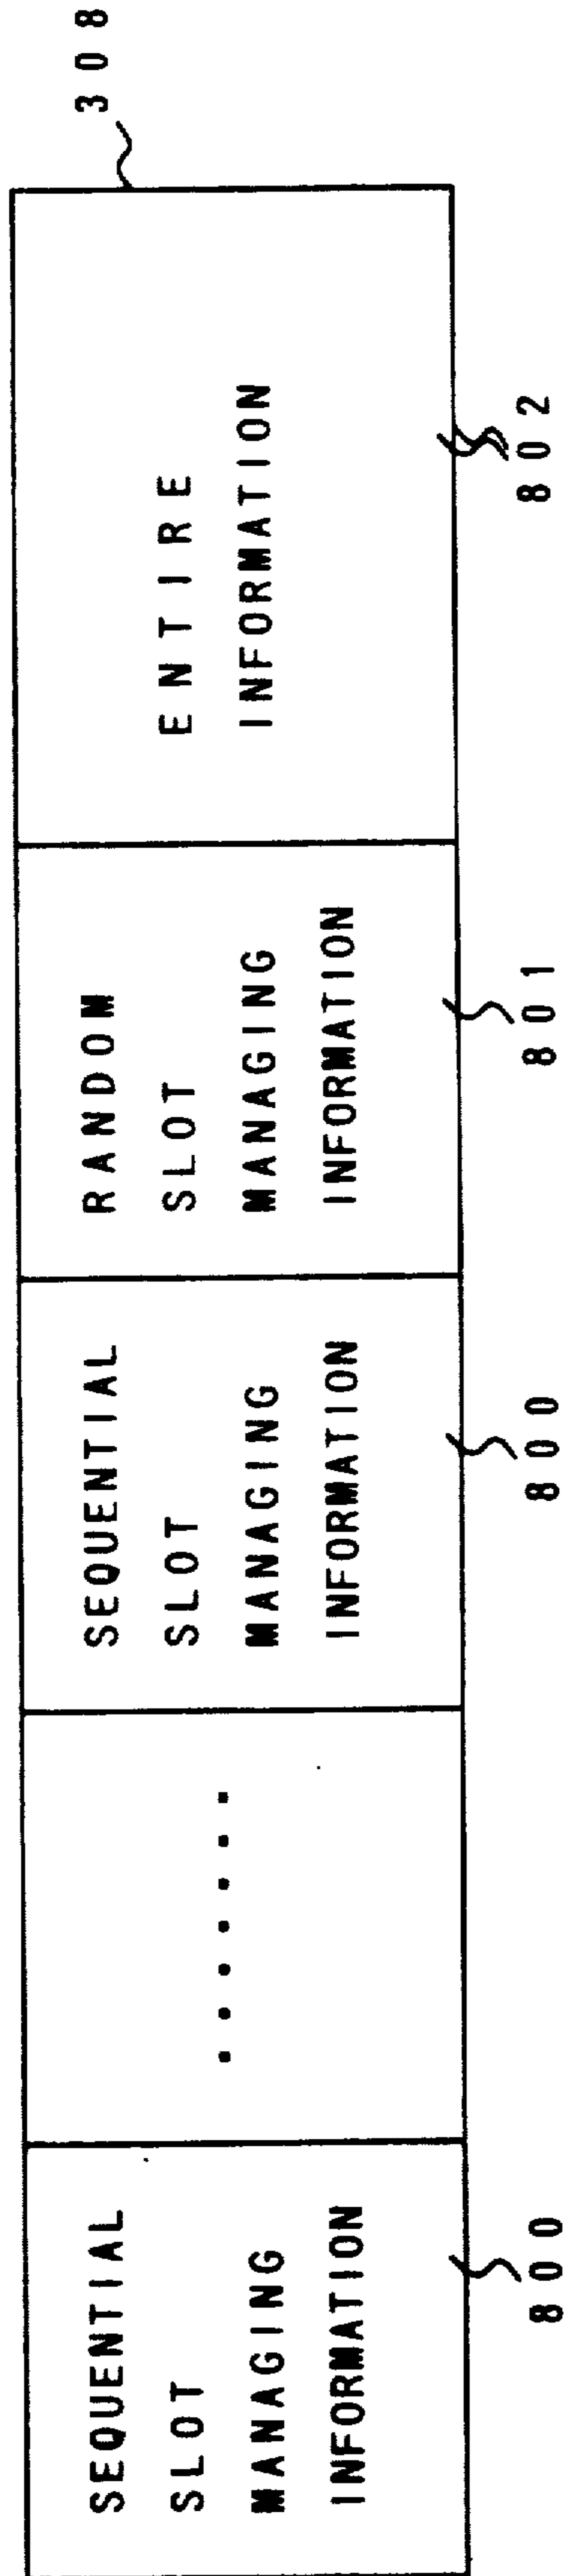 308
SEQUENTIAL
SLOT
MANAGING
INFORMATION
800
.......
SEQUENTIAL
SLOT
MANAGING
INFORMATION
800
RANDOM
SLOT
MANAGING
INFORMATION
801
ENTIRE
INFORMATION
802